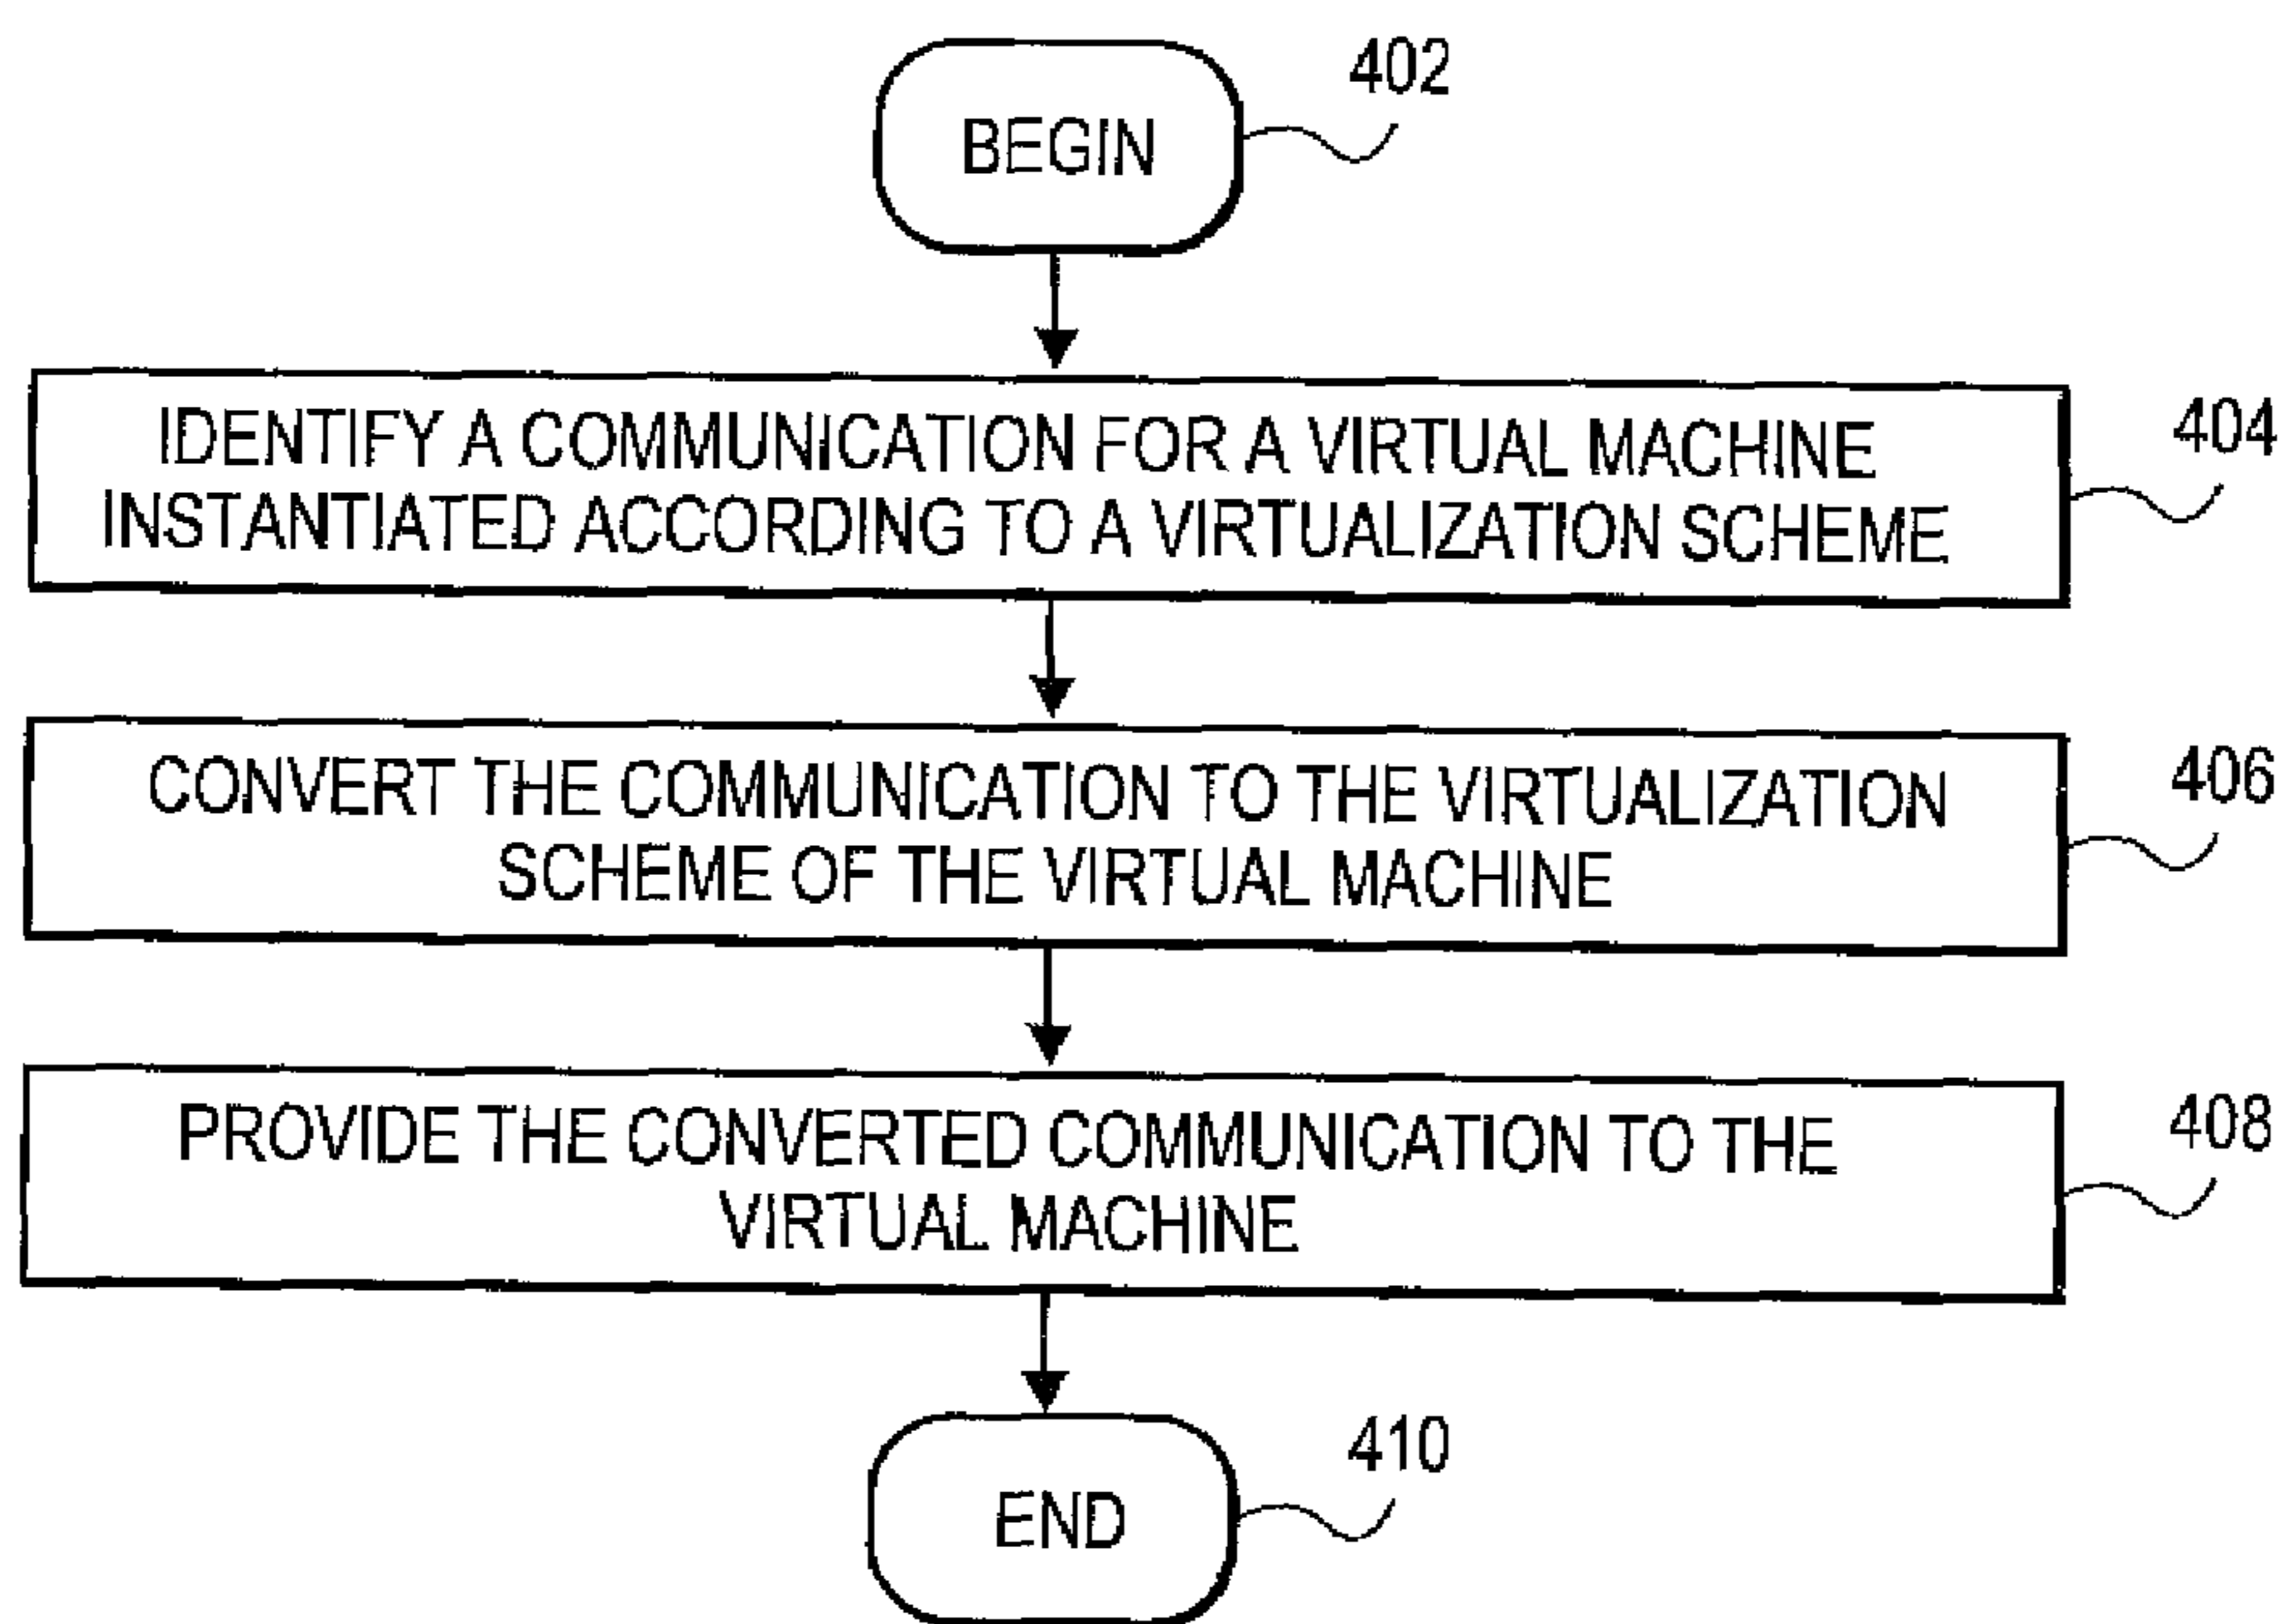 402
BEGIN
IDENTIFY A COMMUNICATION FOR A VIRTUAL MACHINE
INSTANTIATED ACCORDING TO A VIRTUALIZATION SCHEME
404
CONVERT THE COMMUNICATION TO THE VIRTUALIZATION
SCHEME OF THE VIRTUAL MACHINE
406
PROVIDE THE CONVERTED COMMUNICATION TO THE
VIRTUAL MACHINE
408
410
END